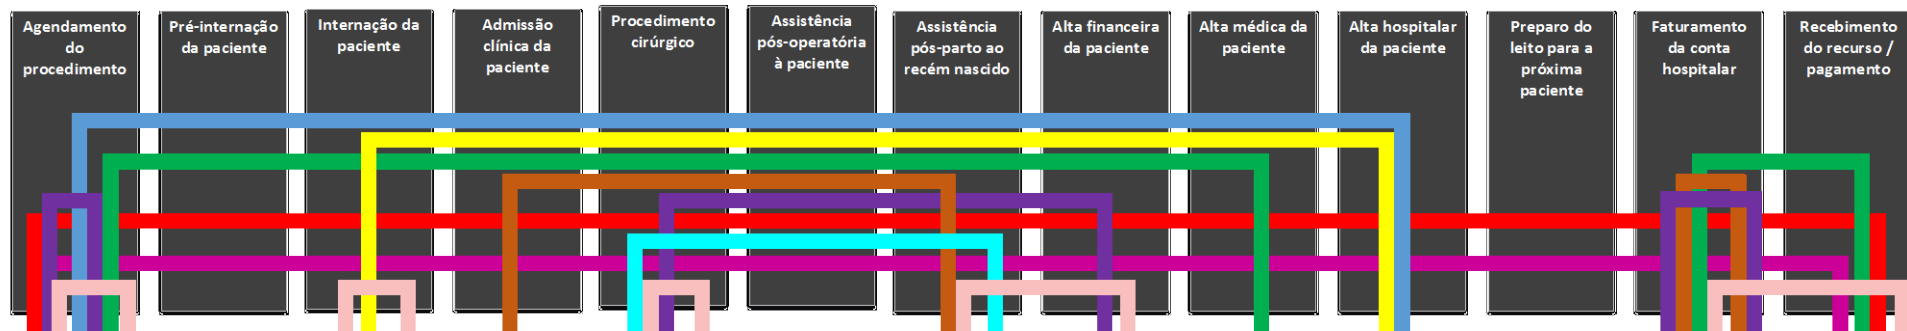 Agendamento
do
procedimento
Pré-internação
da paciente
Internação da
paciente
Admissão
clínica da
paciente
Procedimento
cirúrgico
Assistência
pós-operatória
à paciente
Assistência
pós-parto ao
recém nascido
Alta financeira
da paciente
Alta médica da
paciente
Alta hospitalar
da paciente
Preparo do
leito para a
próxima
paciente
Faturamento
da conta
hospitalar
Recebimento
do recurso /
pagamento